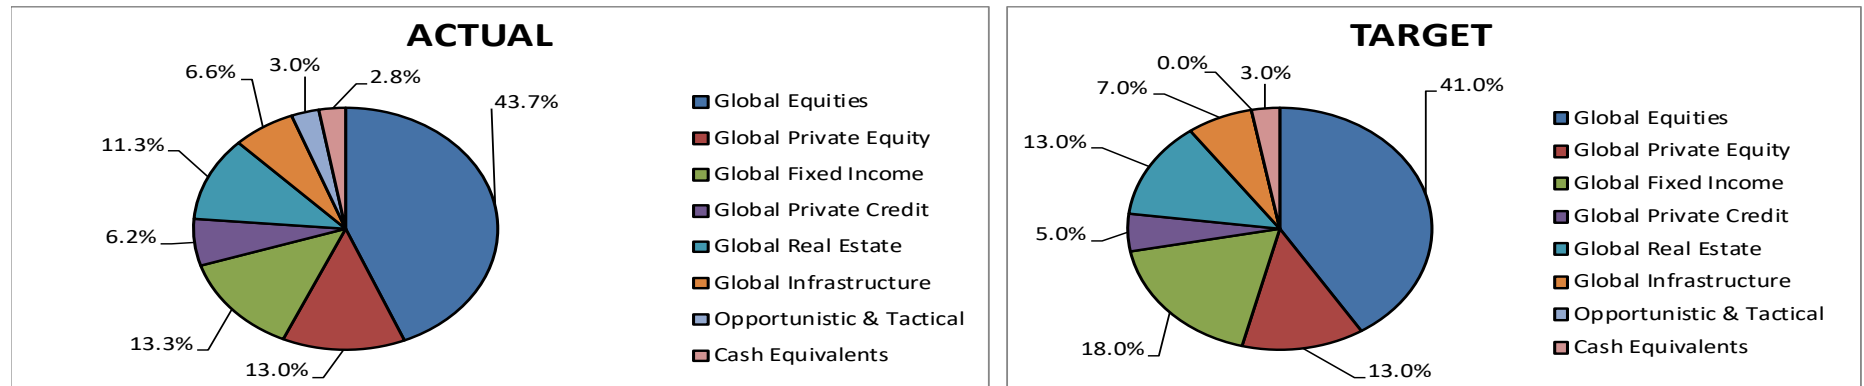 ACTUAL
6.6%
3.0%
2.8%
43.7%
11.3%
6.2%
13.3%
13.0%
Global Equities
Global Private Equity
Global Fixed Income
Global Private Credit
Global Real Estate
Global Infrastructure
Opportunistic & Tactical
Cash Equivalents
TARGET
0.0%
3.0%
7.0%
41.0%
13.0%
5.0%
18.0%
13.0%
Global Equities
Global Private Equity
Global Fixed Income
Global Private Credit
Global Real Estate
Global Infrastructure
Opportunistic & Tactical
Cash Equivalents